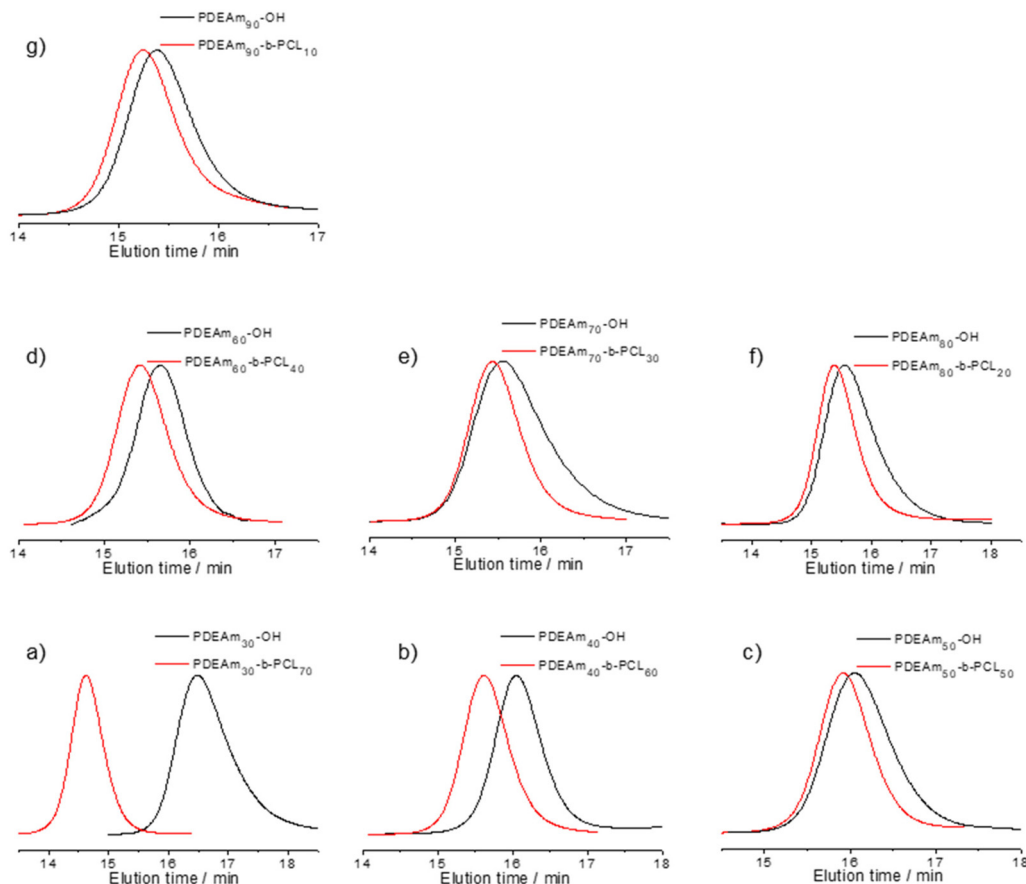 PDEAm90-OH
g)
PDEAm90-b-PCL10
14 15 16 17
Elution time / min
PDEAm60-OH
d)
PDEAm60-b-PCL40
14 15 16 17
Elution time / min
PDEAm70-OH
e)
PDEAm70-b-PCL30
14 15 16 17
Elution time / min
PDEAm80-OH
f)
PDEAm80-b-PCL20
14 15 16 17 18
Elution time / min
PDEAm30-OH
a)
PDEAm30-b-PCL70
14 15 16 17 18
Elution time / min
PDEAm40-OH
b)
PDEAm40-b-PCL60
14 15 16 17 18
Elution time / min
PDEAm50-OH
c)
PDEAm50-b-PCL50
15 16 17 18
Elution time / min